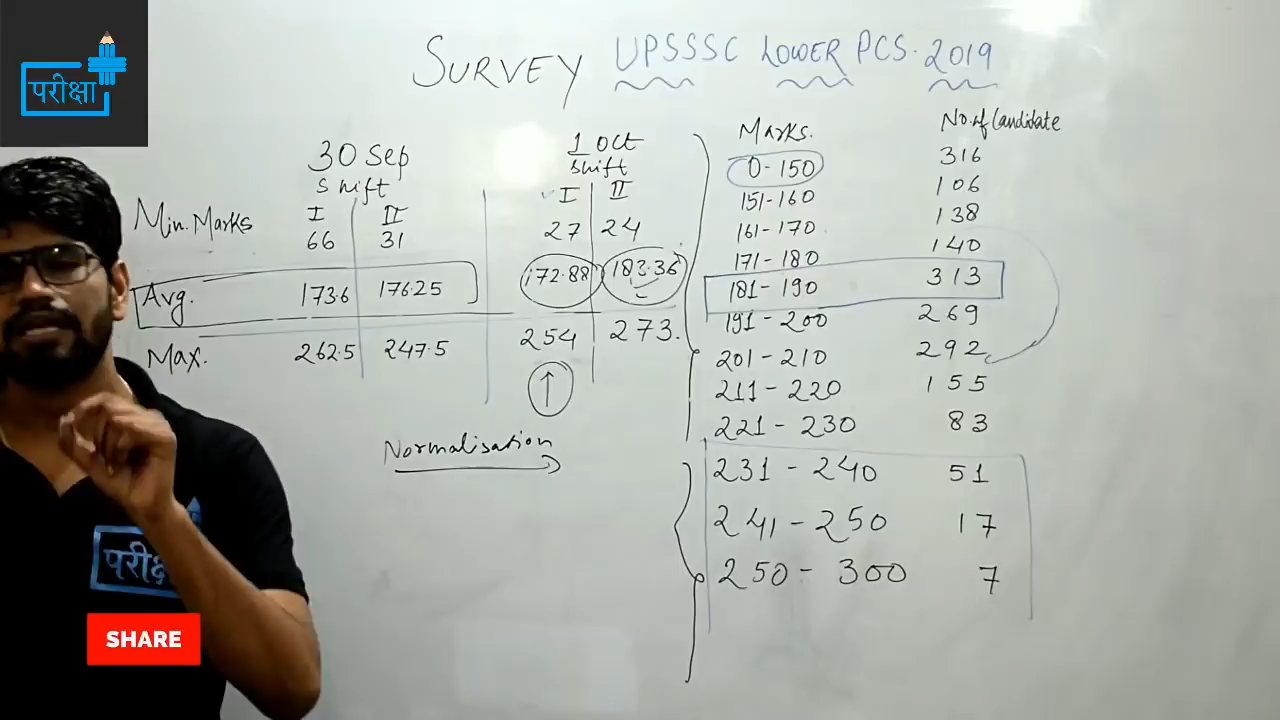 परीक्षा
SURVEY UPSSSC LOWER PCS. 2019
30 Sep
Shift
I II
1 Oct
Shift
I II
Min. Marks 66 31 27 24
Avg. 173.6 176.25 172.88 183.36
Max. 262.5 247.5 254 273.
Normalisation
Marks. No. of Candidate
0-150 316
151-160 106
161-170 138
171-180 140
181-190 313
191-200 269
201-210 292
211-220 155
221-230 83
231-240 51
241-250 17
250-300 7
परीक्षा
SHARE